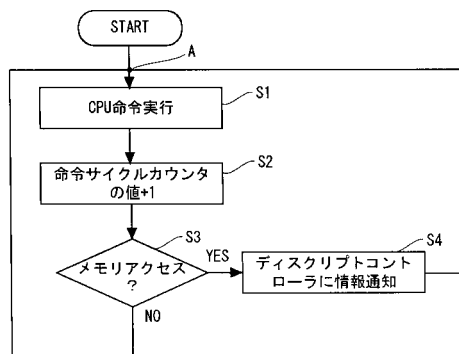 START
A
CPU命令実行
S1
命令サイクルカウンタ
の値+1
S2
メモリアクセス
?
S3
YES
NO
ディスクリプトコント
ローラに情報通知
S4